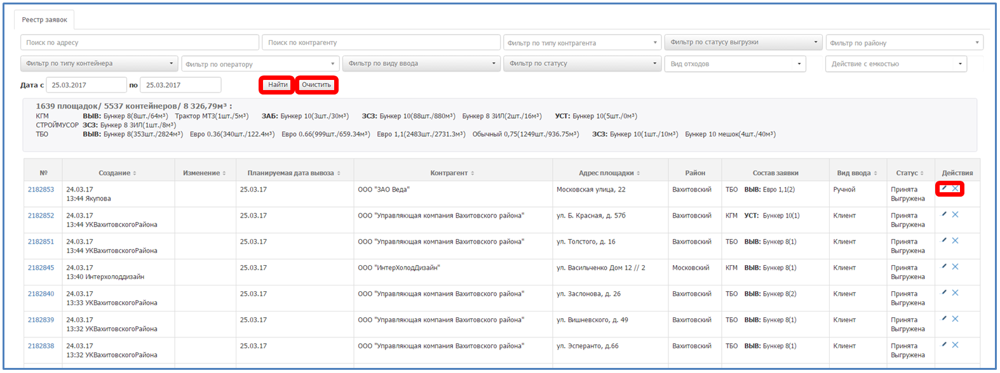 Реестр заявок
Поиск по адресу Поиск по контрагенту Фильтр по типу контрагента Фильтр по статусу выгрузки Фильтр по району
Фильтр по типу контейнера Фильтр по оператору Фильтр по виду ввода Фильтр по статусу Вид отходов Действие с емкостью
Дата с 25.03.2017 по 25.03.2017 Найти Очистить
1639 площадок/ 5537 контейнеров/ 8 326,79м³ :
КГМ ВЫВ: Бункер 8(8шт./64м³) Трактор МТЗ(1шт./5м³) ЗАБ: Бункер 10(3шт./30м³) ЗСЗ: Бункер 10(88шт./880м³) Бункер 8 ЗИЛ(2шт./16м³) УСТ: Бункер 10(5шт./0м³)
СТРОЙМУСОР ЗСЗ: Бункер 8 ЗИЛ(1шт./8м³)
ТБО ВЫВ: Бункер 8(353шт./2824м³) Евро 0.36(340шт./122.4м³) Евро 0.66(999шт./659.34м³) Евро 1,1(2483шт./2731.3м³) Обычный 0,75(1249шт./936.75м³) ЗСЗ: Бункер 10(1шт./10м³) Бункер 10 мешок(4шт./40м³)
№ Создание Изменение Планируемая дата вывоза Контрагент Адрес площадки Район Состав заявки Вид ввода Статус Действия
2182853 24.03.17 25.03.17 ООО "ЗАО Веда" Московская улица, 22 Вахитовский ТБО ВЫВ: Евро 1,1(2) Ручной Принята
13:44 Якупова Выгружена
2182852 24.03.17 25.03.17 ООО "Управляющая компания Вахитовского района" ул. Б. Красная, д. 57б Вахитовский КГМ УСТ: Бункер 10(1) Клиент Принята
13:44 УКВахитовскогоРайона Выгружена
2182851 24.03.17 25.03.17 ООО "Управляющая компания Вахитовского района" ул. Толстого, д. 16 Вахитовский ТБО ВЫВ: Бункер 8(1) Клиент Принята
13:44 УКВахитовскогоРайона Выгружена
2182845 24.03.17 25.03.17 ООО "ИнтерХолодДизайн" ул. Васильченко Дом 12 // 2 Московский КГМ ВЫВ: Бункер 8(1) Клиент Принята
13:40 Интерхолоддизайн Выгружена
2182840 24.03.17 25.03.17 ООО "Управляющая компания Вахитовского района" ул. Заслонова, д. 26 Вахитовский ТБО ВЫВ: Бункер 8(2) Клиент Принята
13:33 УКВахитовскогоРайона Выгружена
2182839 24.03.17 25.03.17 ООО "Управляющая компания Вахитовского района" ул. Вишневского, д. 49 Вахитовский ТБО ВЫВ: Бункер 8(1) Клиент Принята
13:32 УКВахитовскогоРайона Выгружена
2182838 24.03.17 25.03.17 ООО "Управляющая компания Вахитовского района" ул. Эсперанто, д.66 Вахитовский ТБО ВЫВ: Бункер 8(1) Клиент Принята
13:32 УКВахитовскогоРайона Выгружена